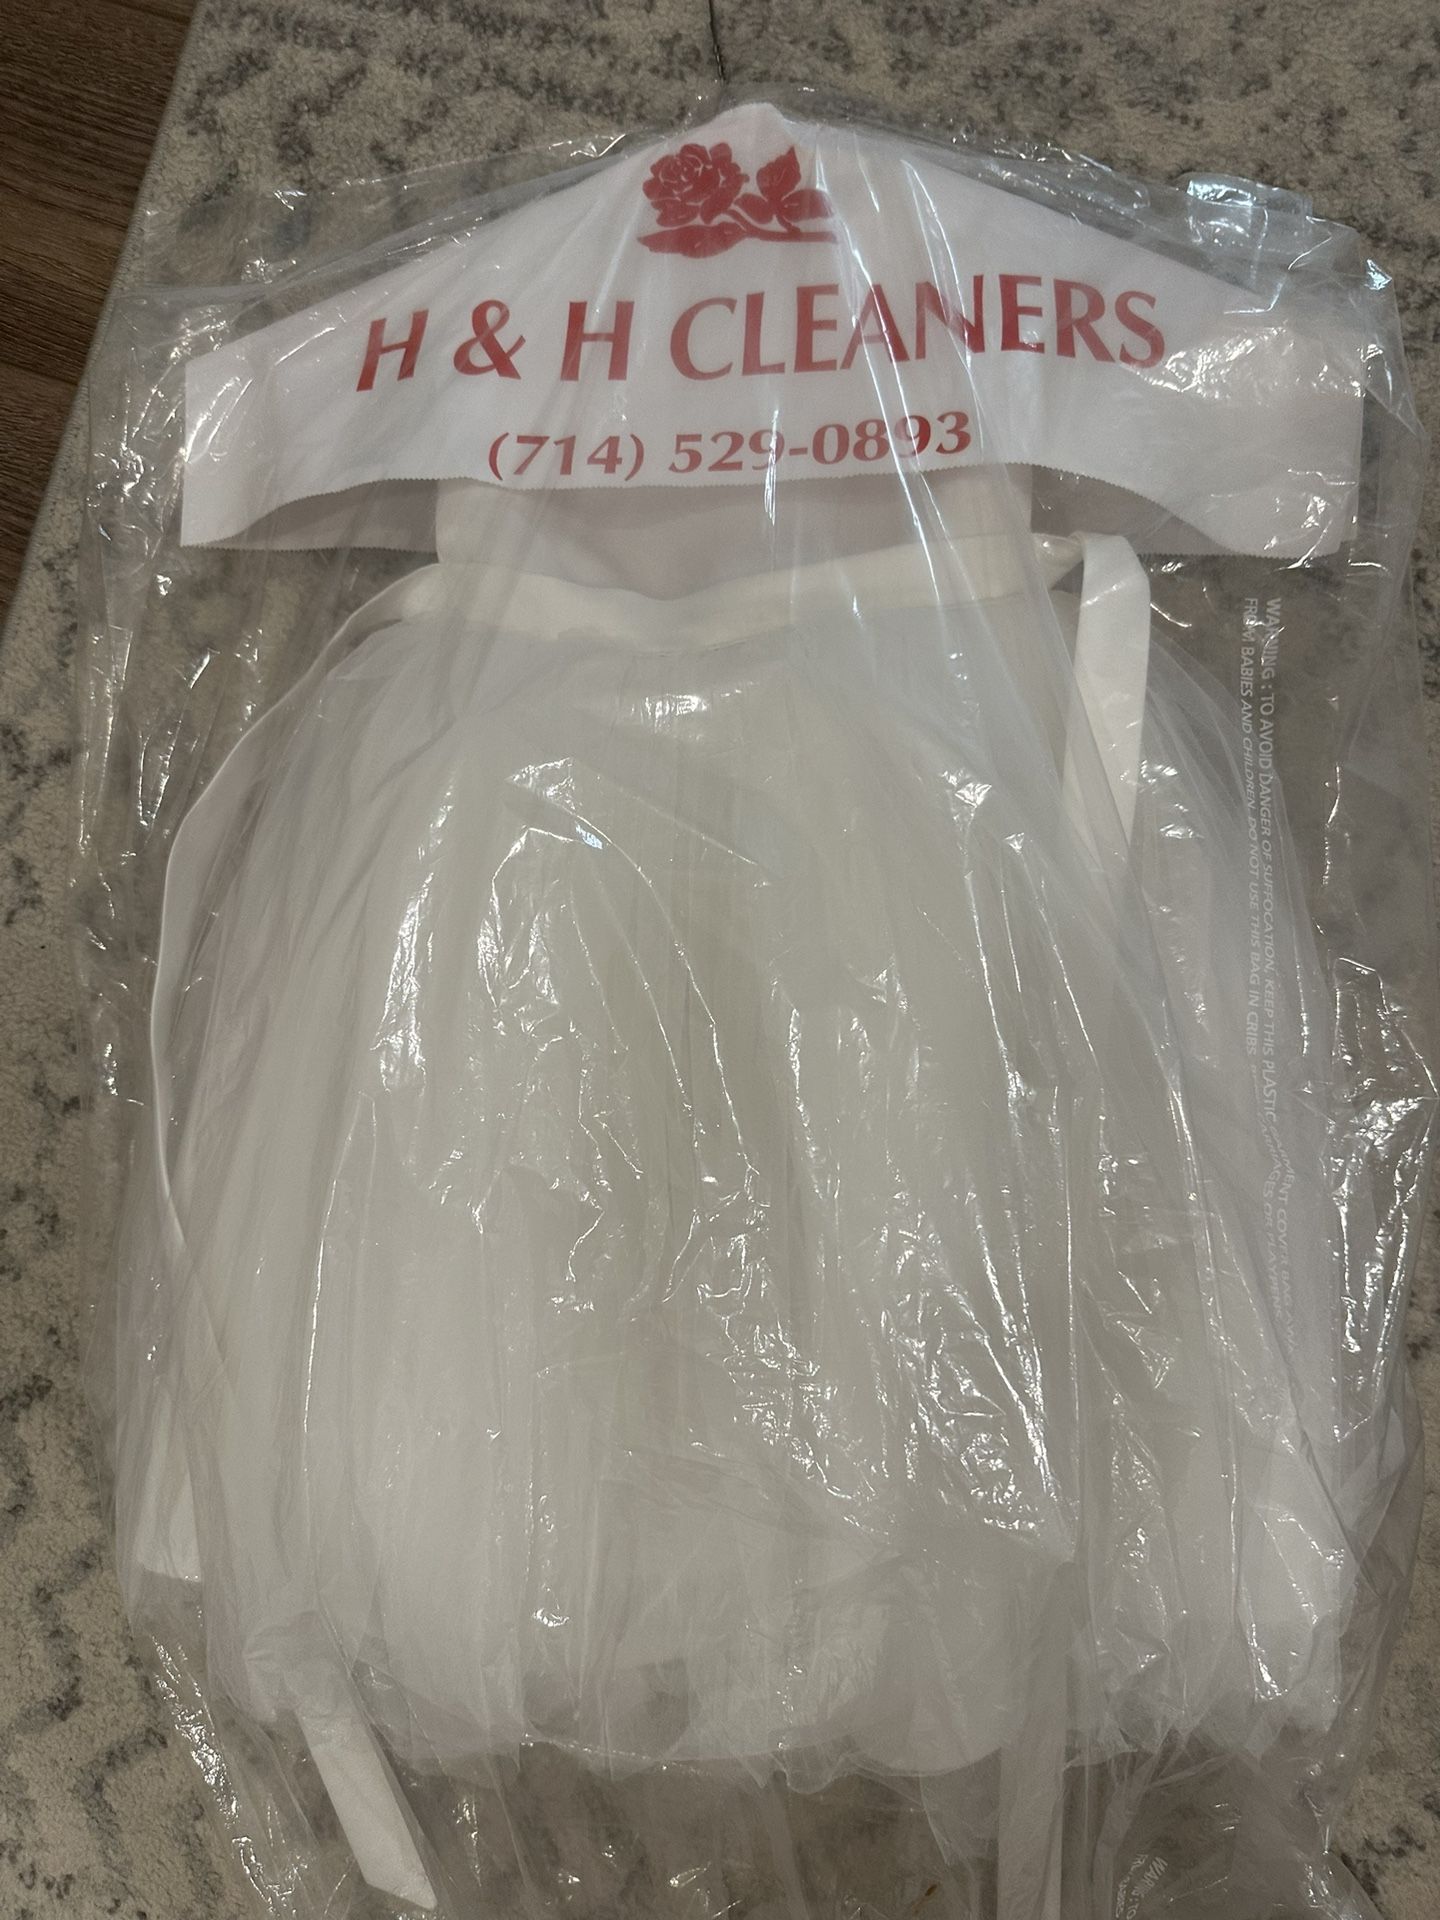 H & H CLEANERS
(714) 529-0893
WARNING : TO AVOID DANGER OF SUFFOCATION, KEEP THIS PLASTIC
FROM BABIES AND CHILDREN. DO NOT USE THIS BAG IN CRIBS,